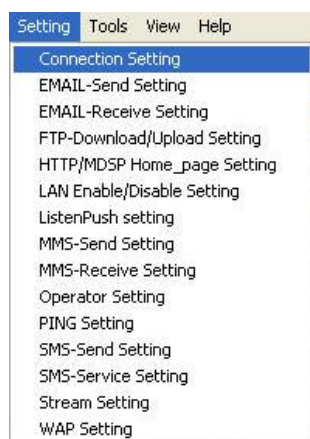 Setting Tools View Help
Connection Setting
EMAIL-Send Setting
EMAIL-Receive Setting
FTP-Download/Upload Setting
HTTP/MDSP Home_page Setting
LAN Enable/Disable Setting
ListenPush setting
MMS-Send Setting
MMS-Receive Setting
Operator Setting
PING Setting
SMS-Send Setting
SMS-Service Setting
Stream Setting
WAP Setting